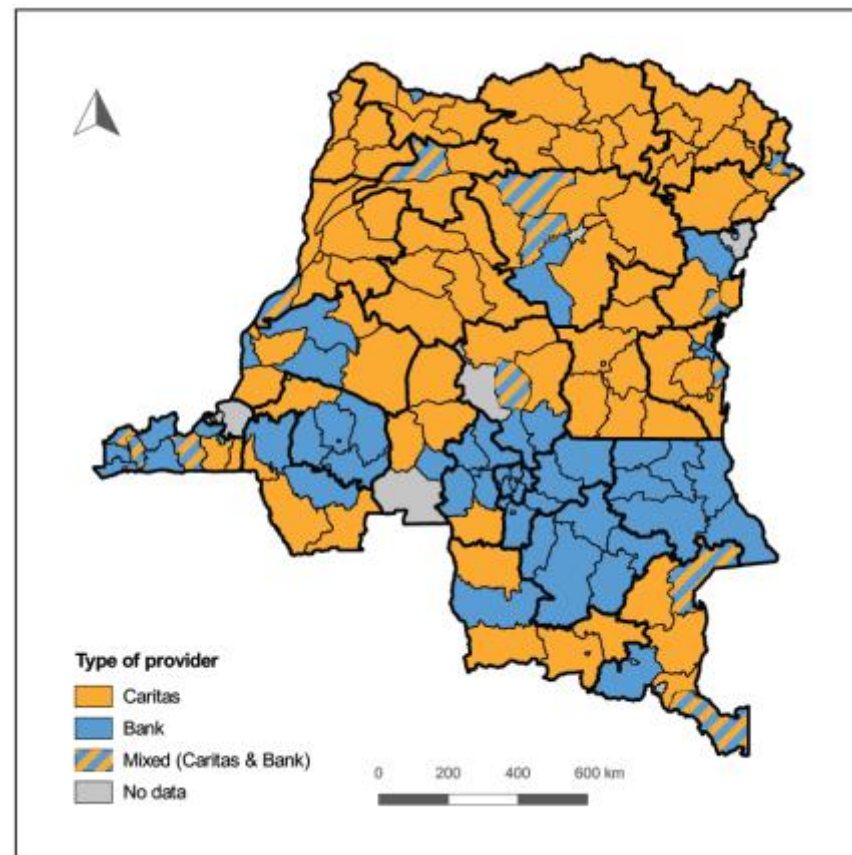 Type of provider
Caritas
Bank
Mixed (Caritas & Bank)
No data
0 200 400 600 km